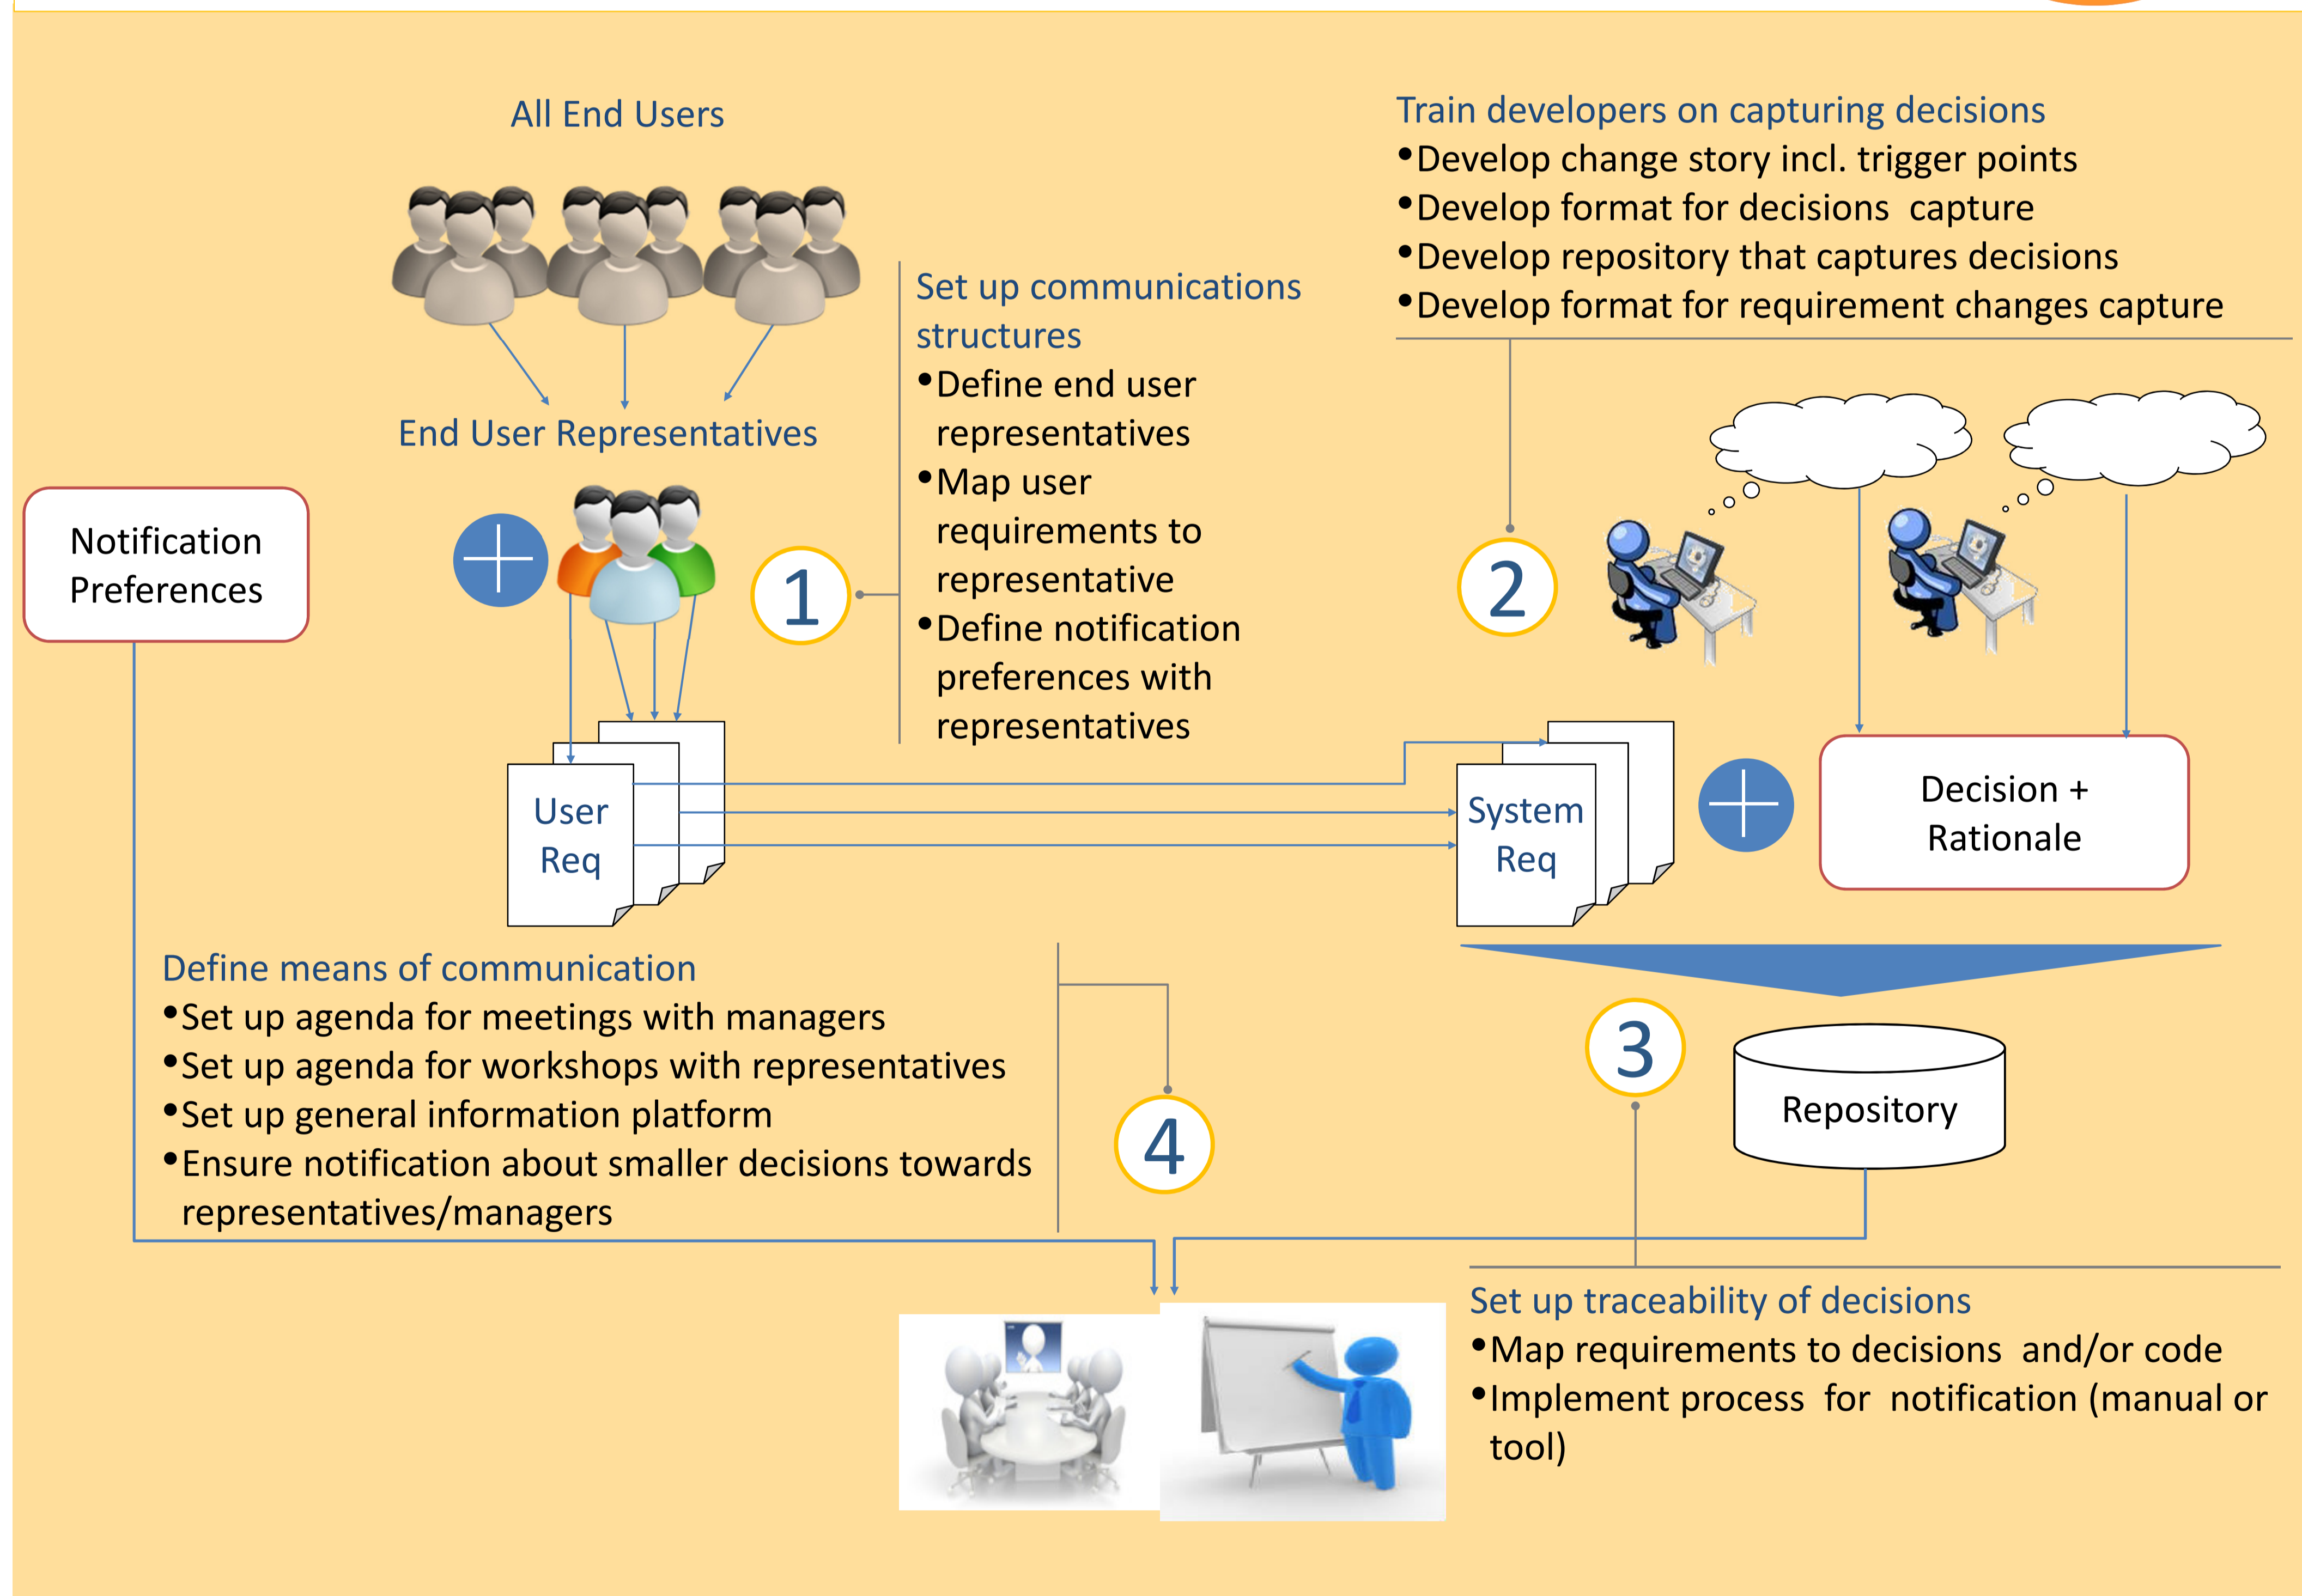 All End Users
End User Representatives
Notification
Preferences
1
Set up communications
structures
•Define end user
representatives
•Map user
requirements to
representative
•Define notification
preferences with
representatives
Train developers on capturing decisions
•Develop change story incl. trigger points
•Develop format for decisions capture
•Develop repository that captures decisions
•Develop format for requirement changes capture
2
User
Req
System
Req
Decision +
Rationale
Define means of communication
•Set up agenda for meetings with managers
•Set up agenda for workshops with representatives
•Set up general information platform
•Ensure notification about smaller decisions towards
representatives/managers
4
3
Repository
Set up traceability of decisions
•Map requirements to decisions and/or code
•Implement process for notification (manual or
tool)